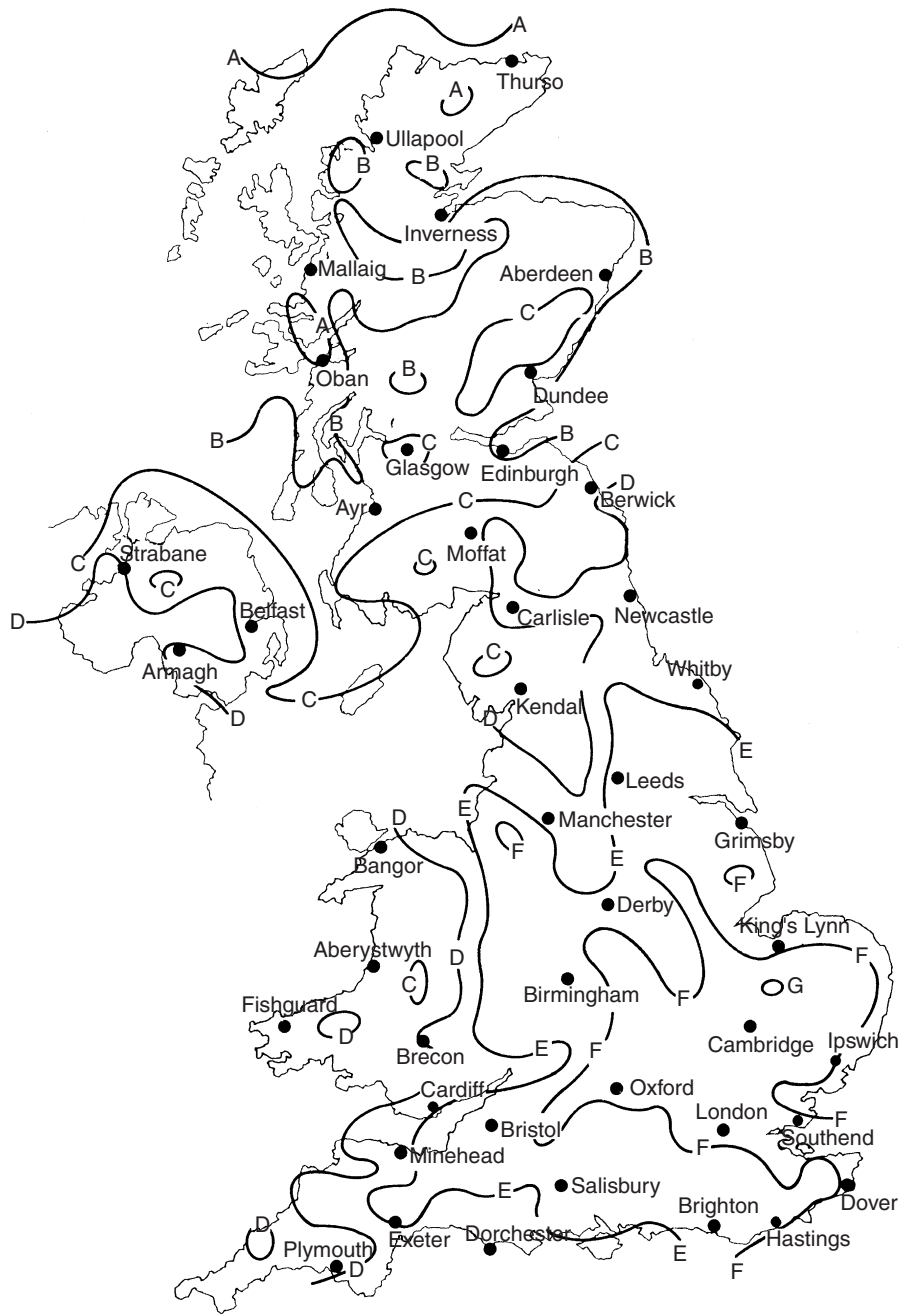 A
A
Thurso
A
Ullapool
B
B
Inverness
B
Mallaig
B
Aberdeen
C
A
Oban
B
Dundee
B
B
B
C
C
Glasgow
Edinburgh
D
C
Berwick
Ayr
Moffat
Strabane
C
C
C
D
Belfast
Carlisle
Newcastle
Armagh
C
Whitby
C
Kendal
D
D
E
Leeds
E
D
Manchester
Grimsby
F
E
Bangor
F
Derby
King's Lynn
Aberystwyth
D
F
C
Birmingham
F
G
Fishguard
D
Brecon
E
F
Cambridge
Ipswich
Cardiff
Oxford
London
F
Bristol
Southend
F
Minehead
E
Salisbury
Dover
Brighton
D
Exeter
Dorchester
Hastings
Plymouth
E
D
F